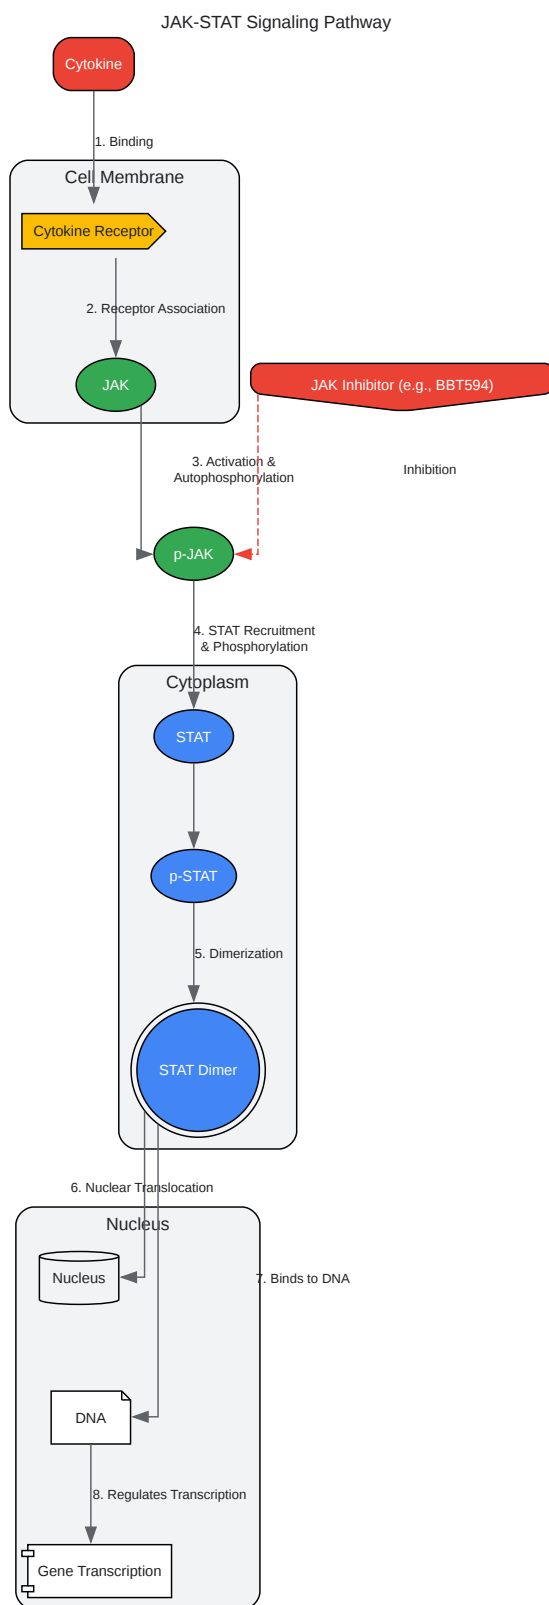 JAK-STAT Signaling Pathway
Cytokine
1. Binding
Cell Membrane
Cytokine Receptor
2. Receptor Association
JAK
JAK Inhibitor (e.g., BBT594)
3. Activation &
Autophosphorylation
Inhibition
p-JAK
4. STAT Recruitment
& Phosphorylation
Cytoplasm
STAT
p-STAT
5. Dimerization
STAT Dimer
6. Nuclear Translocation
Nucleus
Nucleus
7. Binds to DNA
DNA
8. Regulates Transcription
Gene Transcription